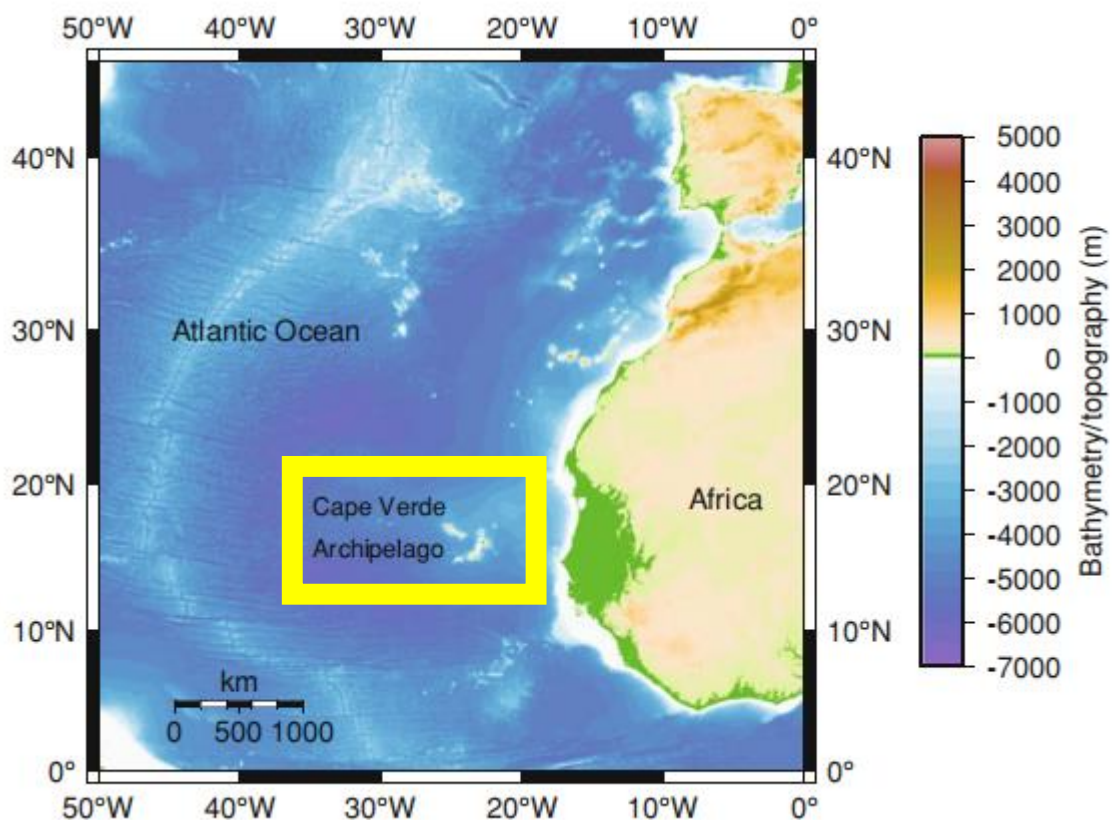 50°W 40°W 30°W 20°W 10°W 0°
40°N 40°N
30°N 30°N
20°N 20°N
10°N 10°N
0° 0°
Atlantic Ocean
Cape Verde
Archipelago
Africa
km
0 500 1000
50°W 40°W 30°W 20°W 10°W 0°
5000
4000
3000
2000
1000
0
-1000
-2000
-3000
-4000
-5000
-6000
-7000
Bathymetry/topography (m)